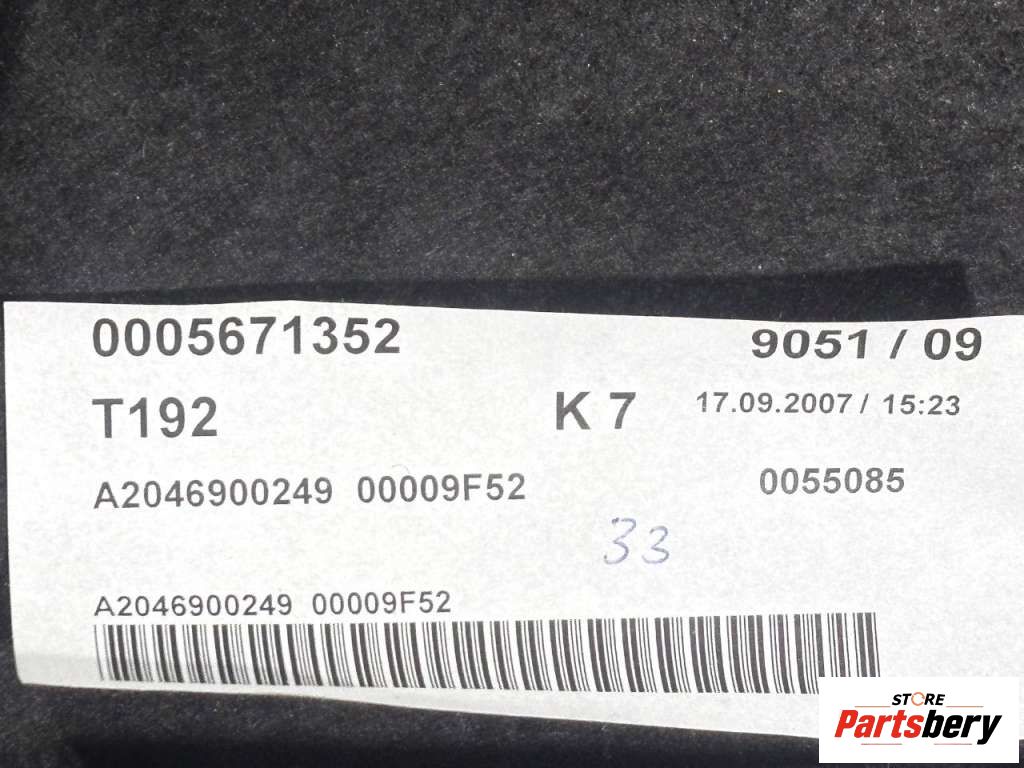 0005671352 9051 / 09
T192 K 7 17.09.2007 / 15:23
A2046900249 00009F52 0055085
33
A2046900249 00009F52
STORE
Partsbery